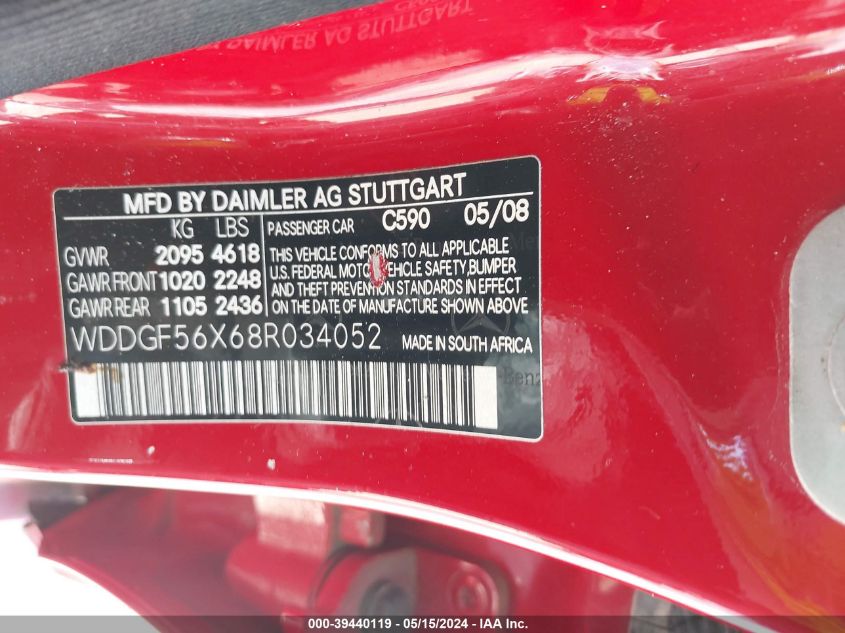 DAIMLER AG STUTTGART
MFD BY DAIMLER AG STUTTGART
KG LBS PASSENGER CAR C590 05/08
GVWR 2095 4618
GAWR FRONT 1020 2248
GAWR REAR 1105 2436
THIS VEHICLE CONFORMS TO ALL APPLICABLE
U.S. FEDERAL MOTOR VEHICLE SAFETY, BUMPER
AND THEFT PREVENTION STANDARDS IN EFFECT
ON THE DATE OF MANUFACTURE SHOWN ABOVE
WDDGF56X68R034052 MADE IN SOUTH AFRICA
000-39440119 - 05/15/2024 - IAA Inc.